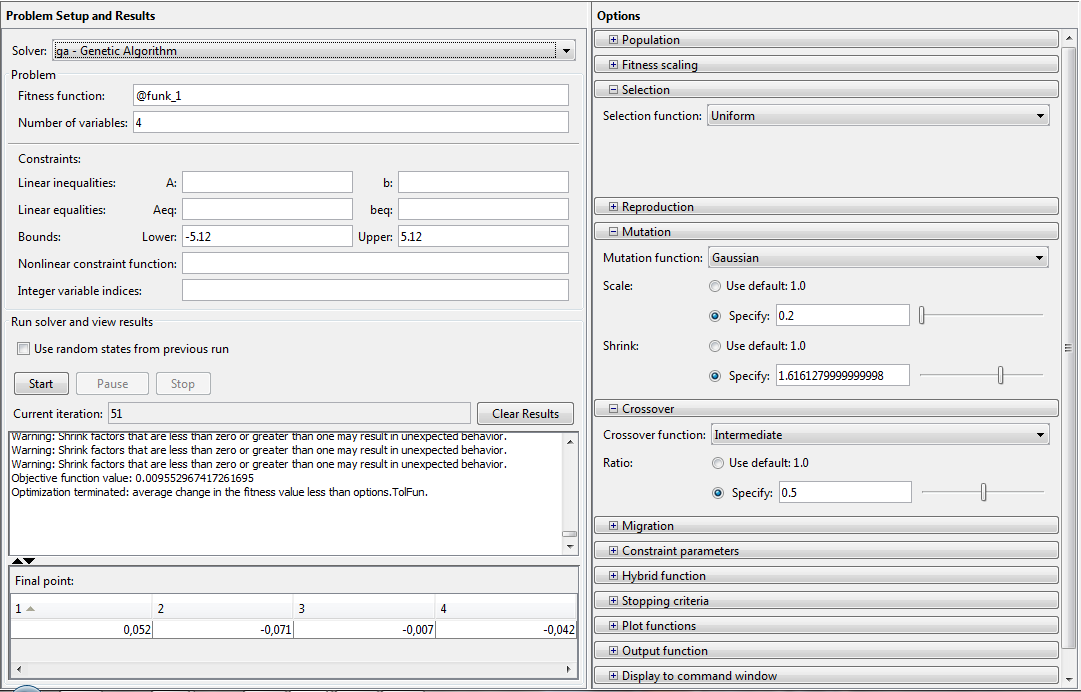 Problem Setup and Results
Solver: ga - Genetic Algorithm
Problem
Fitness function: @funk_1
Number of variables: 4
Constraints:
Linear inequalities: A: b:
Linear equalities: Aeq: beq:
Bounds: Lower: -5.12 Upper: 5.12
Nonlinear constraint function:
Integer variable indices:
Run solver and view results
Use random states from previous run
Start Pause Stop
Current iteration: 51 Clear Results
Warning: Shrink factors that are less than zero or greater than one may result in unexpected behavior.
Warning: Shrink factors that are less than zero or greater than one may result in unexpected behavior.
Warning: Shrink factors that are less than zero or greater than one may result in unexpected behavior.
Objective function value: 0.009552967417261695
Optimization terminated: average change in the fitness value less than options.TolFun.
Final point:
1 2 3 4
0,052 -0,071 -0,007 -0,042
Options
Population
Fitness scaling
Selection
Selection function: Uniform
Reproduction
Mutation
Mutation function: Gaussian
Scale: Use default: 1.0
Specify: 0.2
Shrink: Use default: 1.0
Specify: 1.6161279999999998
Crossover
Crossover function: Intermediate
Ratio: Use default: 1.0
Specify: 0.5
Migration
Constraint parameters
Hybrid function
Stopping criteria
Plot functions
Output function
Display to command window